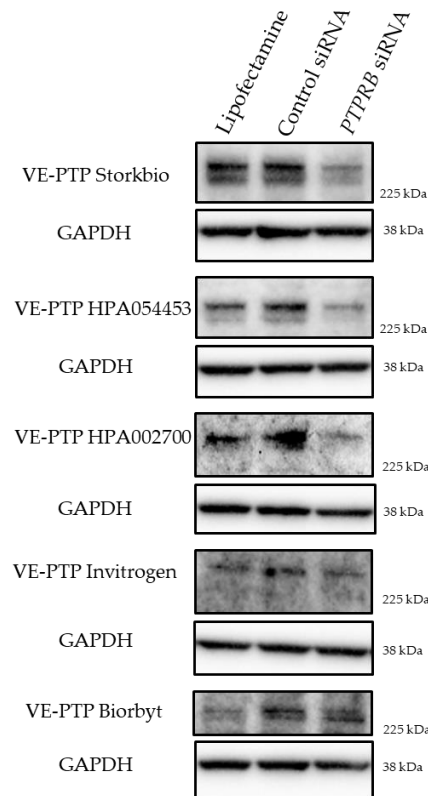 Lipofectamine
Control siRNA
PTPRB siRNA
VE-PTP Storkbio
225 kDa
GAPDH
38 kDa
VE-PTP HPA054453
225 kDa
GAPDH
38 kDa
VE-PTP HPA002700
225 kDa
GAPDH
38 kDa
VE-PTP Invitrogen
225 kDa
GAPDH
38 kDa
VE-PTP Biorbyt
225 kDa
GAPDH
38 kDa